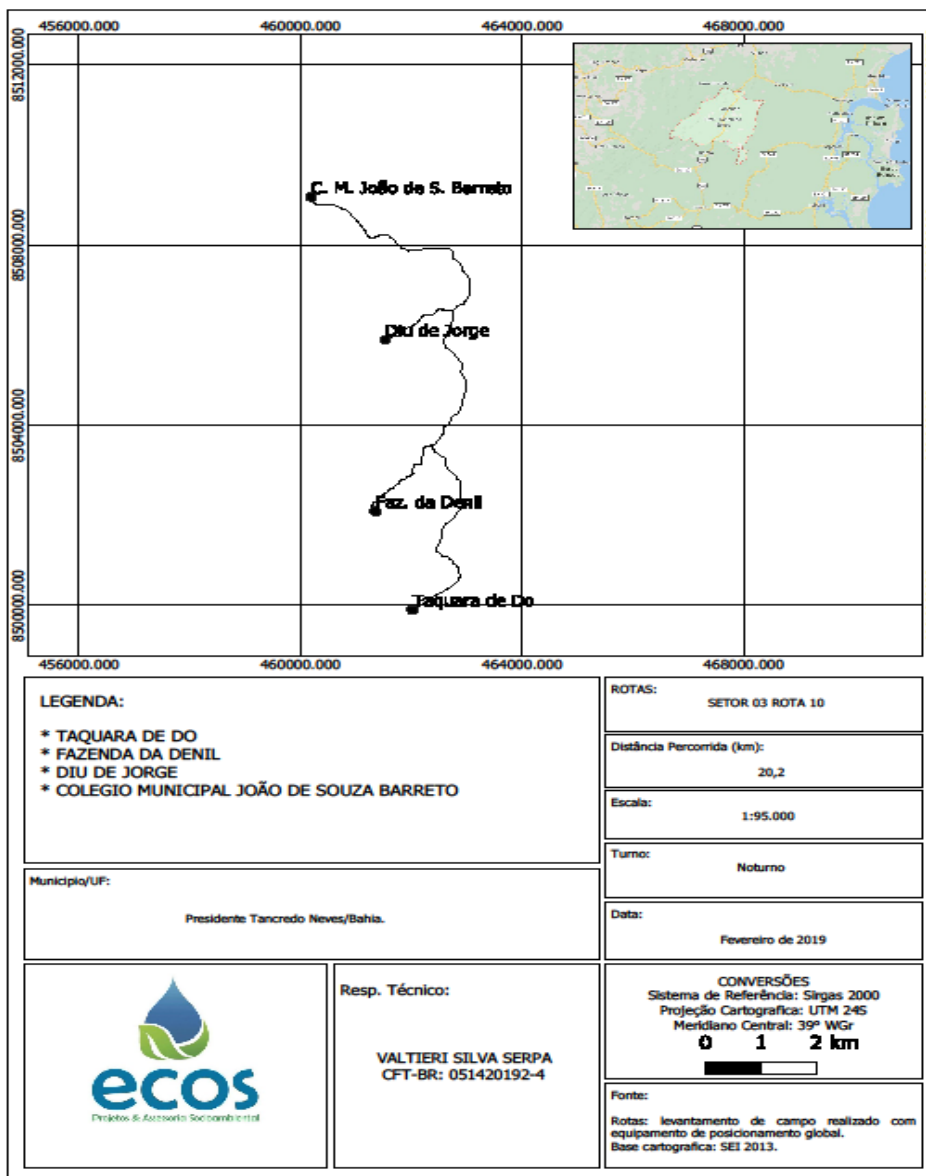 456000.000 460000.000 464000.000 468000.000
8512000.000
8508000.000
8504000.000
8500000.000
C. M. João de S. Barreto
Diu de Jorge
Faz. da Denil
Taquara de Do
456000.000 460000.000 464000.000 468000.000
LEGENDA:
* TAQUARA DE DO
* FAZENDA DA DENIL
* DIU DE JORGE
* COLEGIO MUNICIPAL JOÃO DE SOUZA BARRETO
Municipio/UF:
Presidente Tancredo Neves/Bahia.
ROTAS:
SETOR 03 ROTA 10
Distância Percorrida (km):
20,2
Escala:
1:95.000
Turno:
Noturno
Data:
Fevereiro de 2019
ecos
Projetos & Assessoria Socioambiental
Resp. Técnico:
VALTIERI SILVA SERPA
CFT-BR: 051420192-4
CONVERSÕES
Sistema de Referência: Sirgas 2000
Projeção Cartografica: UTM 24S
Meridiano Central: 39º WGr
0 1 2 km
Fonte:
Rotas: levantamento de campo realizado com
equipamento de posicionamento global.
Base cartografica: SEI 2013.